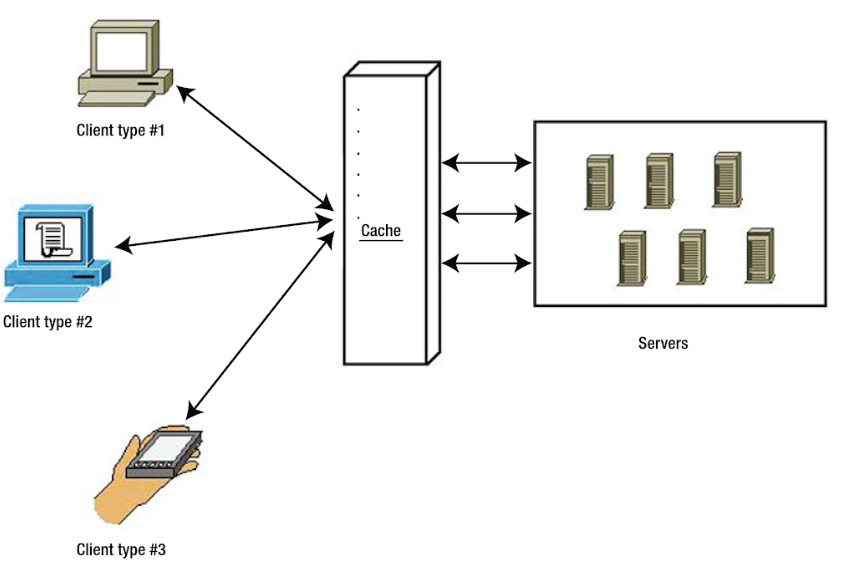 Client type #1
Cache
Client type #2
Servers
Client type #3